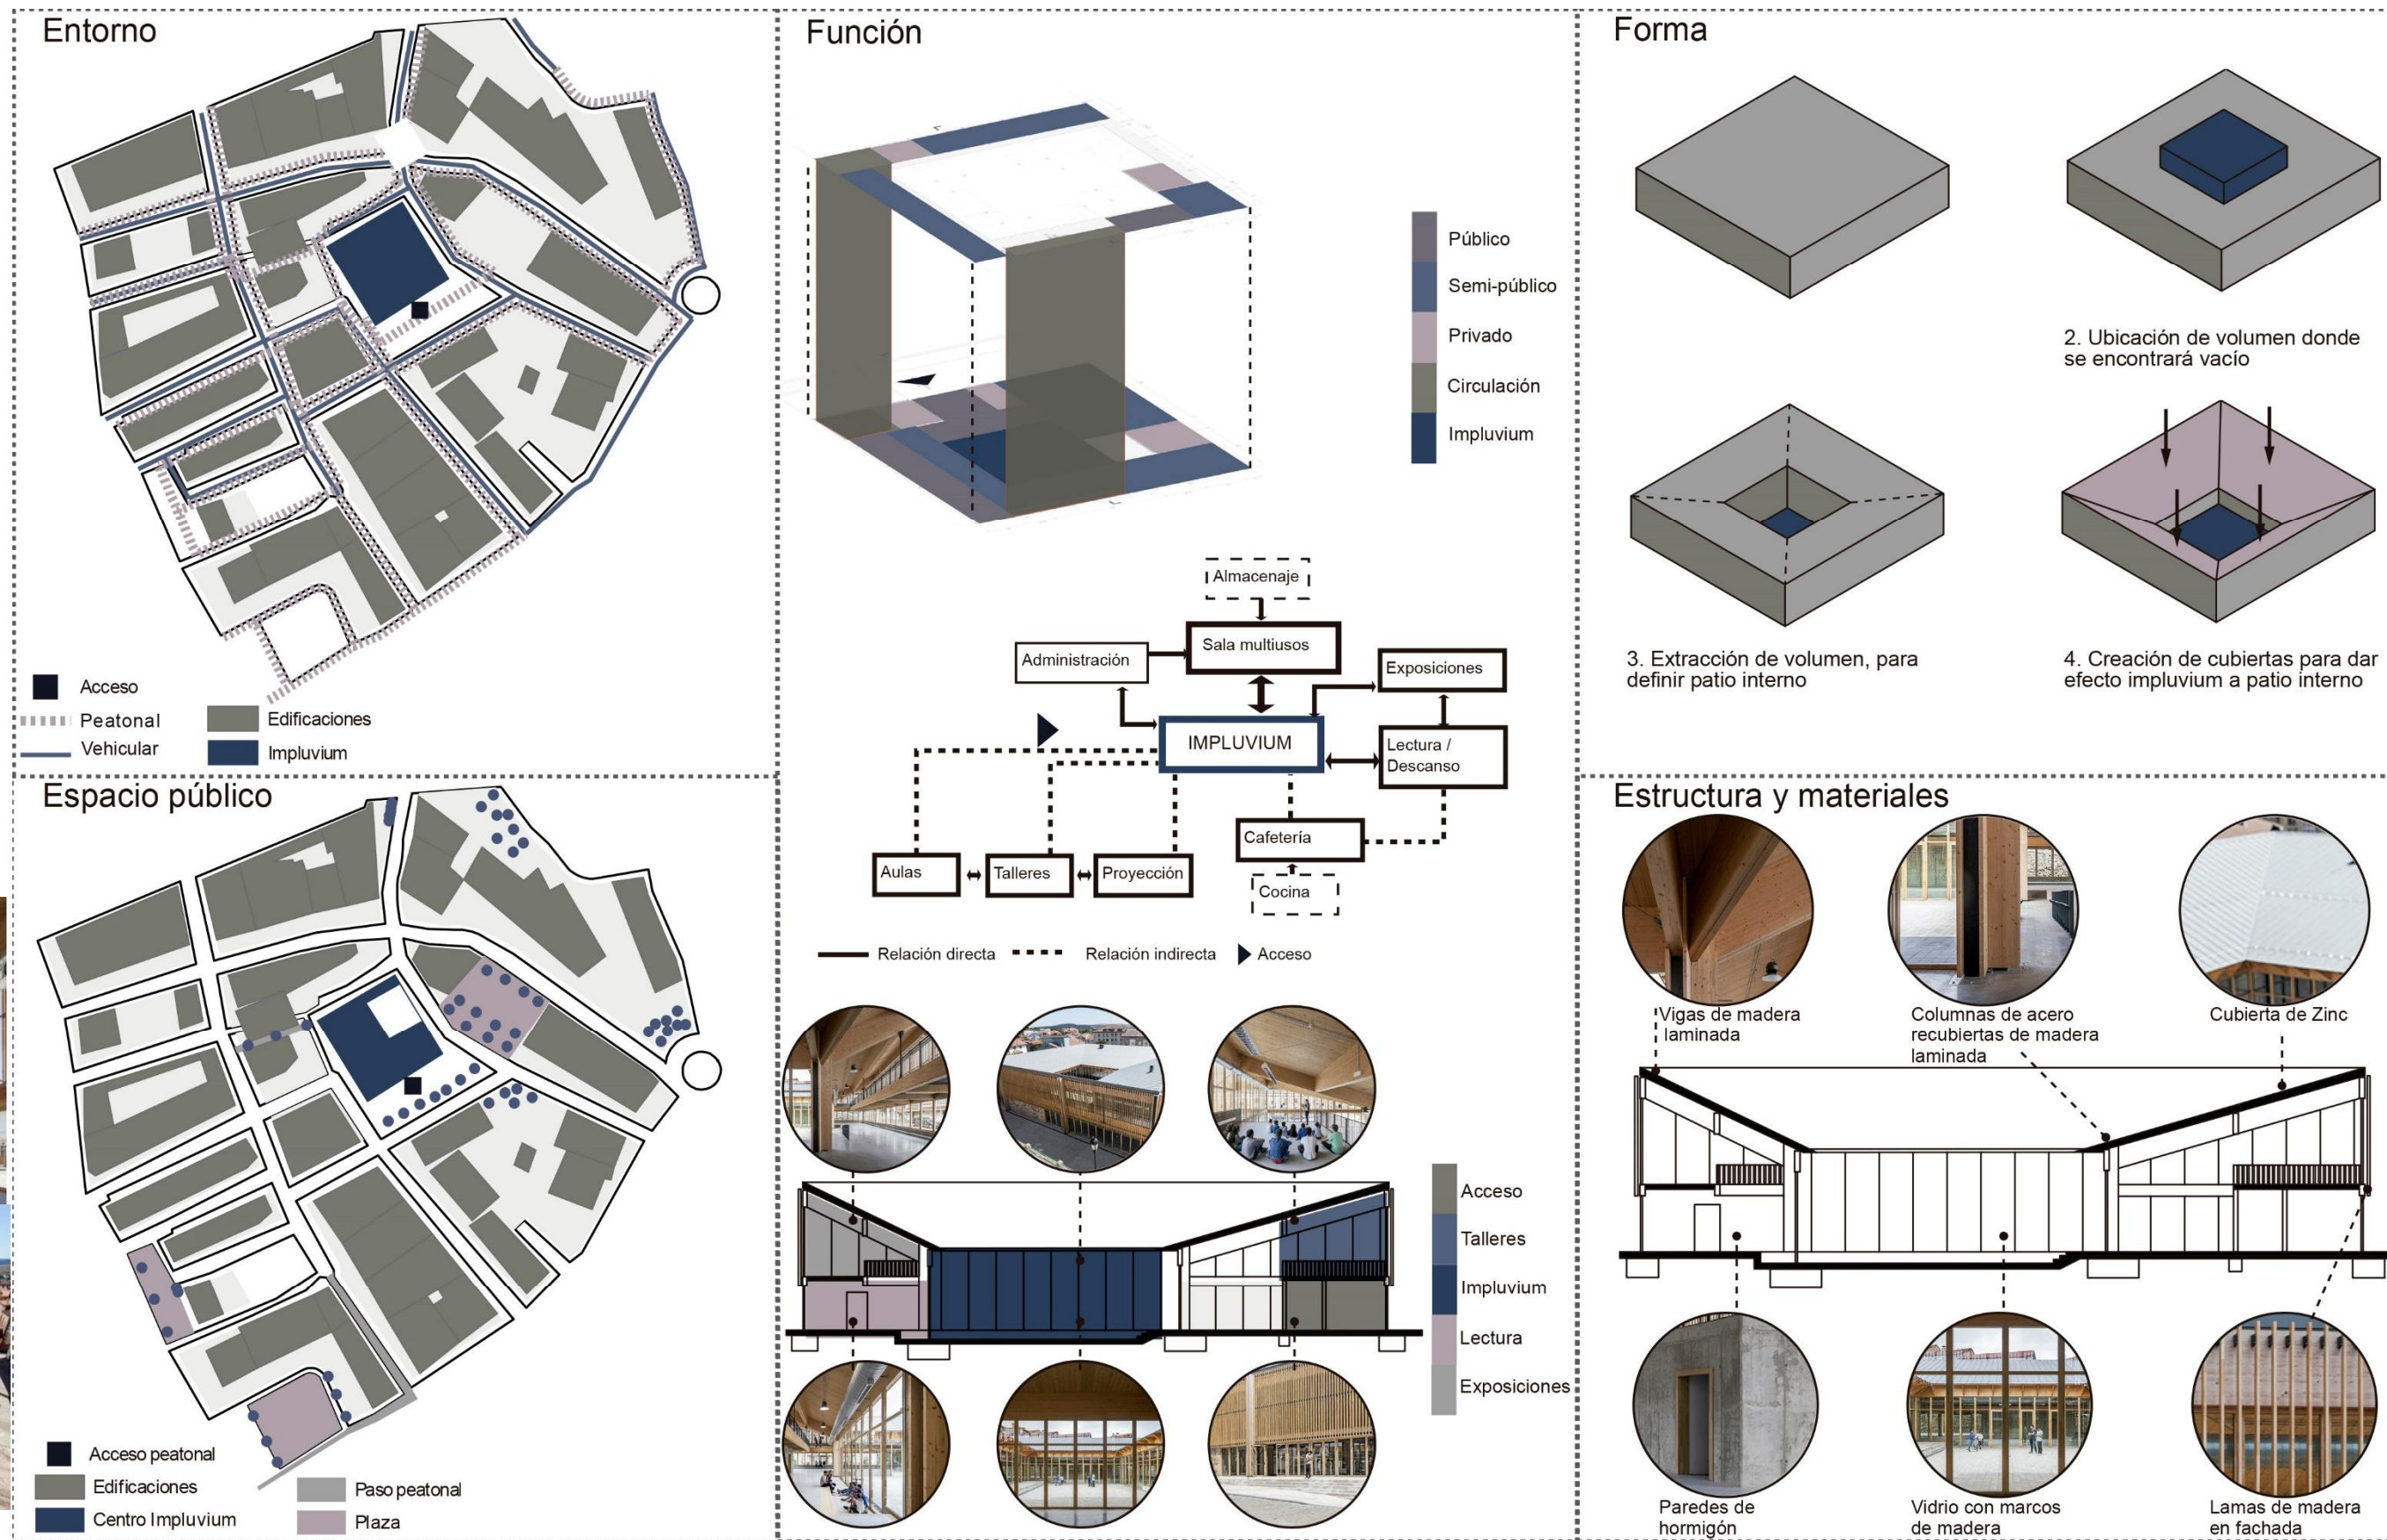 Entorno
Acceso
Peatonal
Vehicular
Edificaciones
Impluvium
Espacio público
Acceso peatonal
Edificaciones
Centro Impluvium
Paso peatonal
Plaza
Función
Público
Semi-público
Privado
Circulación
Impluvium
Almacenaje
Sala multiusos
Administración
Exposiciones
IMPLUVIUM
Lectura /
Descanso
Cafetería
Aulas
Talleres
Proyección
Cocina
Relación directa
Relación indirecta
Acceso
Acceso
Talleres
Impluvium
Lectura
Exposiciones
Forma
2. Ubicación de volumen donde
se encontrará vacío
3. Extracción de volumen, para
definir patio interno
4. Creación de cubiertas para dar
efecto impluvium a patio interno
Estructura y materiales
Vigas de madera
laminada
Columnas de acero
recubiertas de madera
laminada
Cubierta de Zinc
Paredes de
hormigón
Vidrio con marcos
de madera
Lamas de madera
en fachada